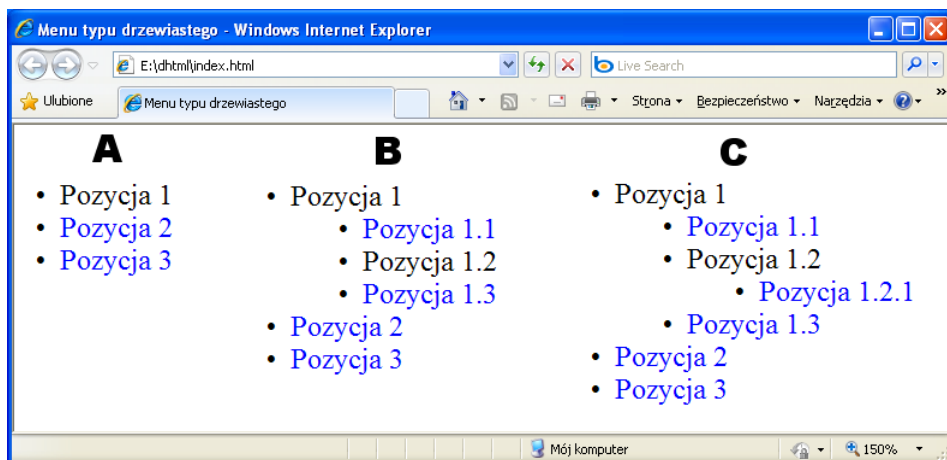 Menu typu drzewiastego - Windows Internet Explorer
E:\dhtml\index.html
Live Search
Ulubione
Menu typu drzewiastego
Strona
Bezpieczeństwo
Narzędzia
»
A
Pozycja 1
Pozycja 2
Pozycja 3
B
Pozycja 1
Pozycja 1.1
Pozycja 1.2
Pozycja 1.3
Pozycja 2
Pozycja 3
C
Pozycja 1
Pozycja 1.1
Pozycja 1.2
Pozycja 1.2.1
Pozycja 1.3
Pozycja 2
Pozycja 3
Mój komputer
150%